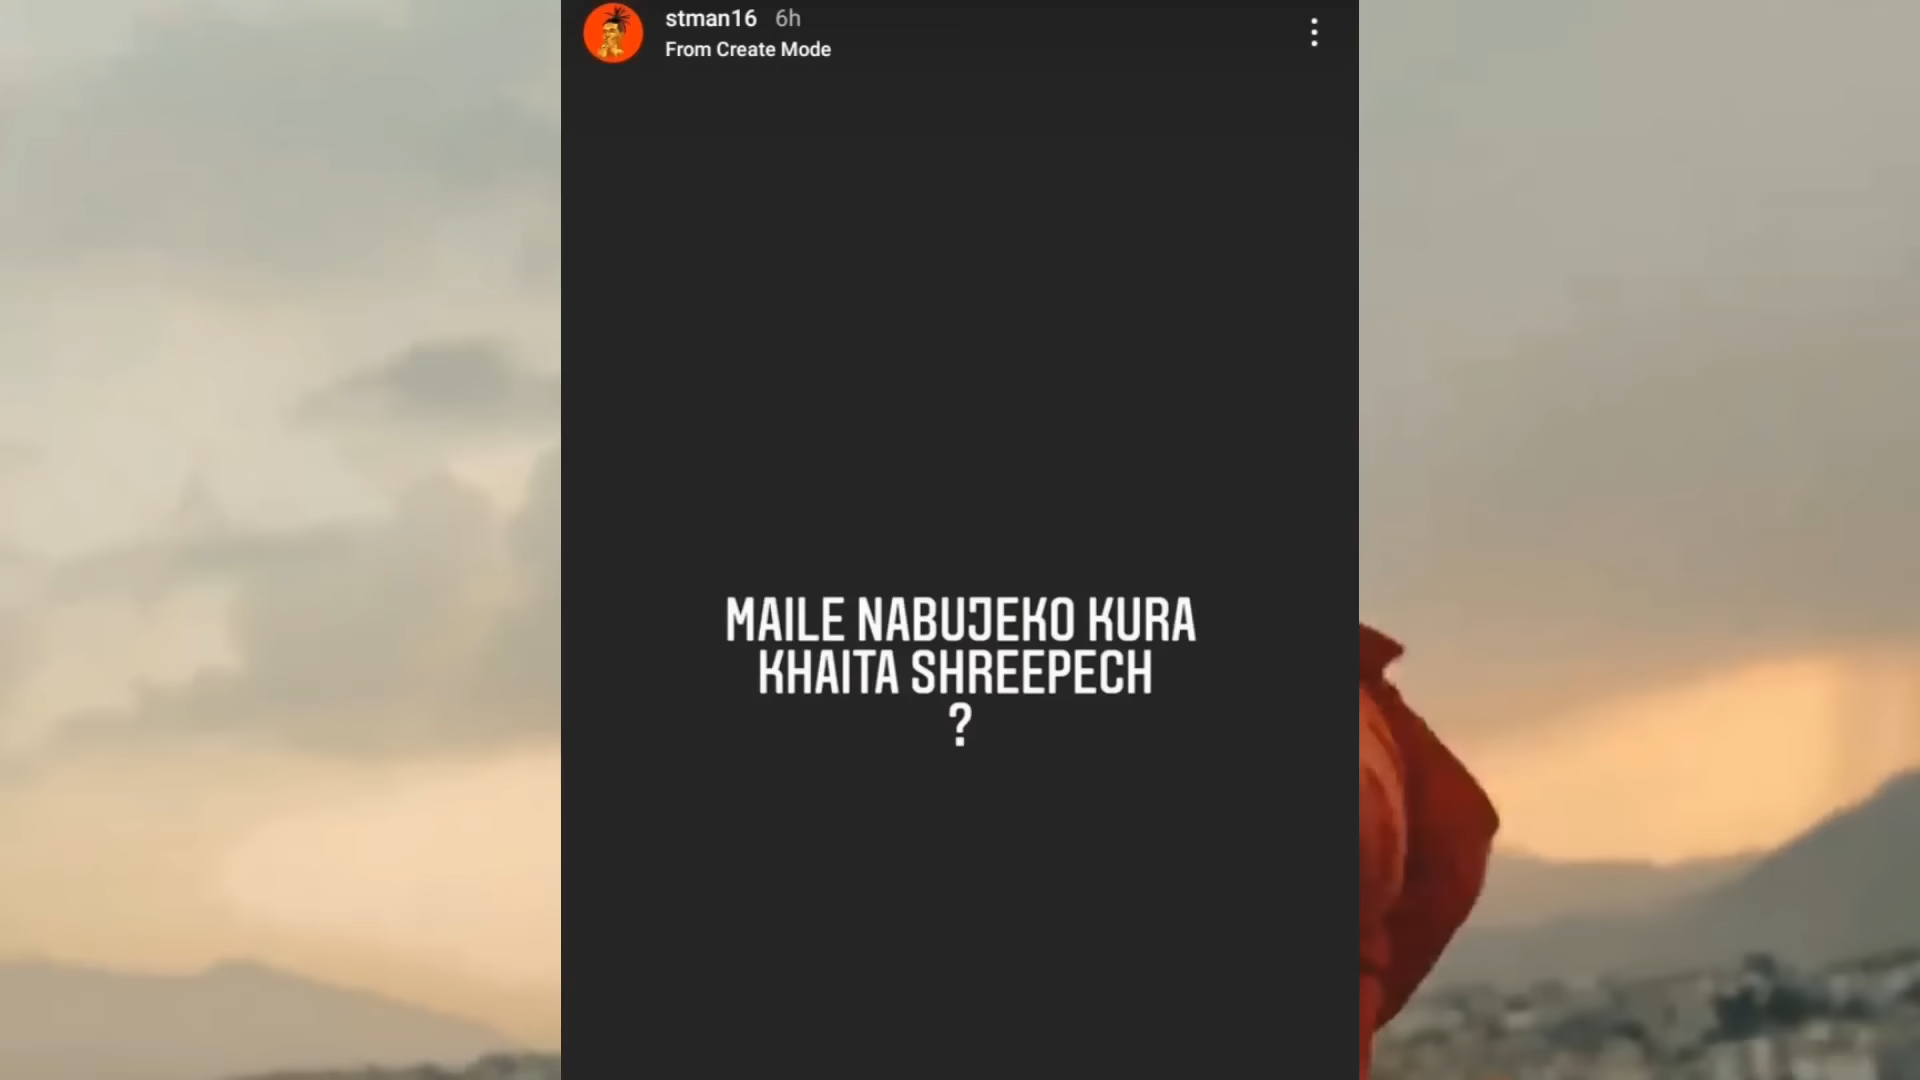 stman16 6h
From Create Mode
MAILE NABUJEKO KURA
KHAITA SHREEPECH
?